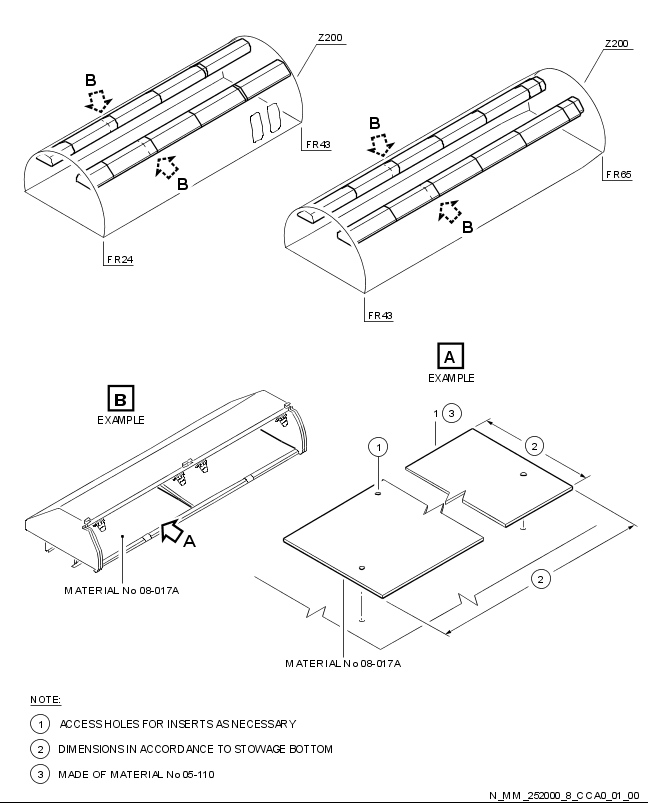 Z200
Z200
B
B
FR43
B
FR65
B
FR24
FR43
A
EXAMPLE
B
EXAMPLE
1 3
1
2
A
2
MATERIAL No 08-017A
MATERIAL No 08-017A
NOTE:
1 ACCESS HOLES FOR INSERTS AS NECESSARY
2 DIMENSIONS IN ACCORDANCE TO STOWAGE BOTTOM
3 MADE OF MATERIAL No 05-110
N_MM_252000_8_CCA0_01_00